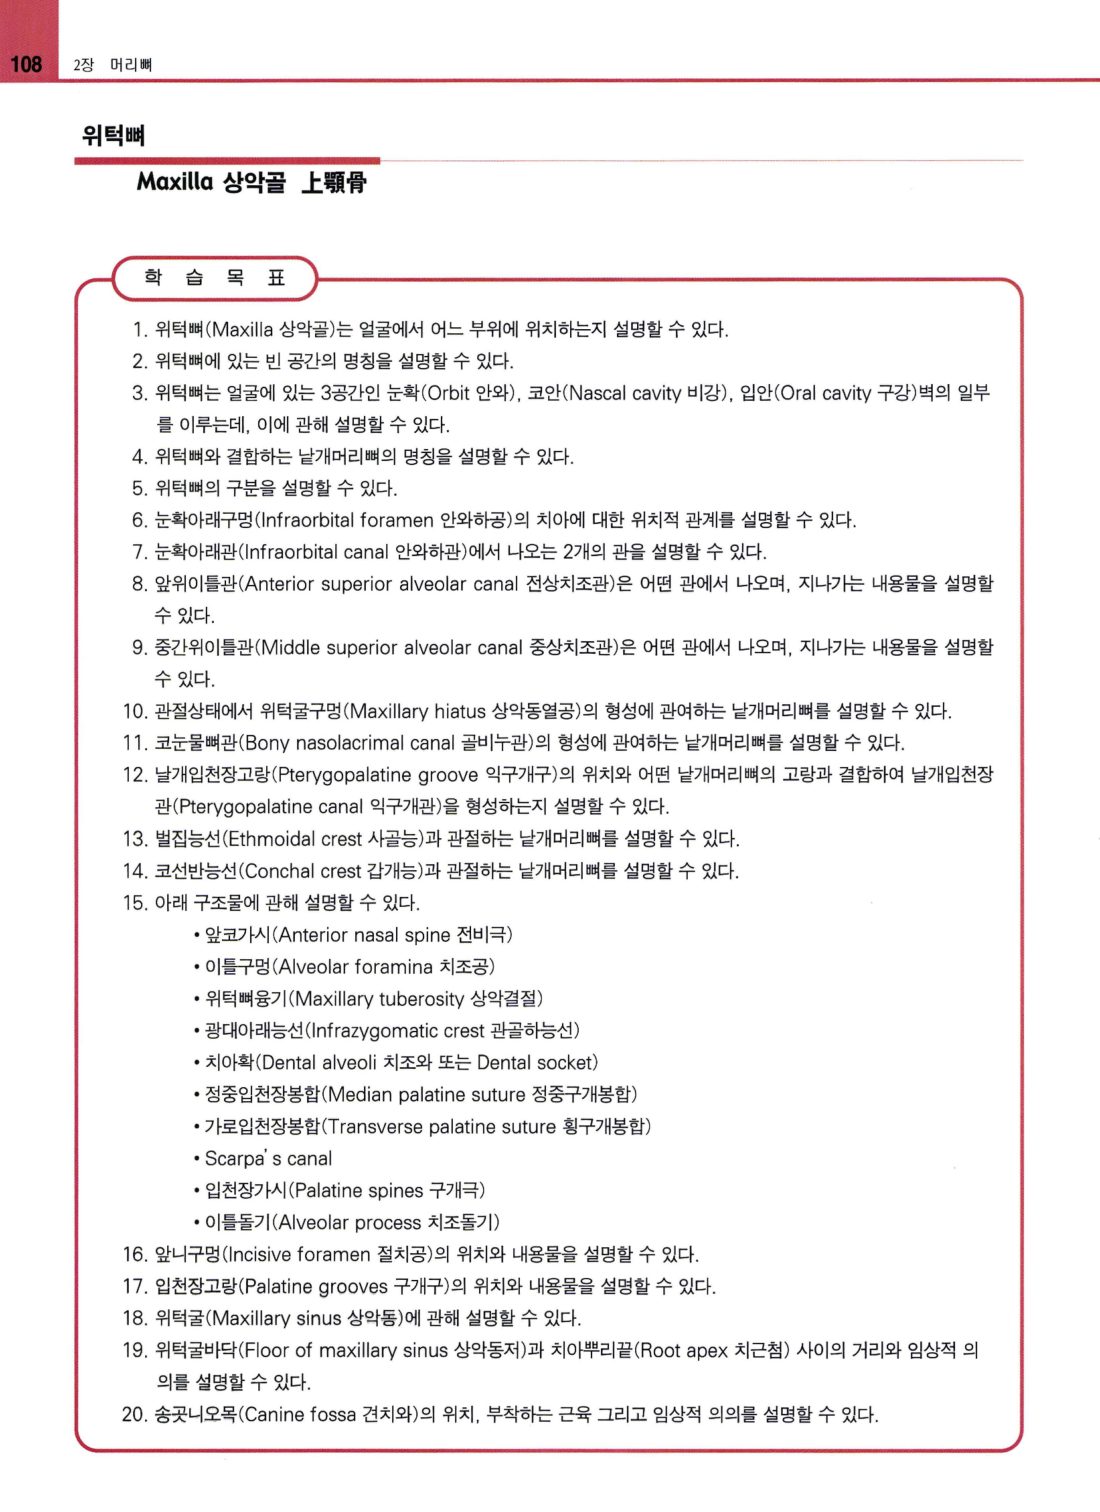 108 2장 머리뼈
위턱뼈
Maxilla 상악골 上顎骨
학 습 목 표
1. 위턱뼈(Maxilla 상악골)는 얼굴에서 어느 부위에 위치하는지 설명할 수 있다.
2. 위턱뼈에 있는 빈 공간의 명칭을 설명할 수 있다.
3. 위턱뼈는 얼굴에 있는 3공간인 눈확(Orbit 안와), 코안(Nascal cavity 비강), 입안(Oral cavity 구강)벽의 일부
를 이루는데, 이에 관해 설명할 수 있다.
4. 위턱뼈와 결합하는 낱개머리뼈의 명칭을 설명할 수 있다.
5. 위턱뼈의 구분을 설명할 수 있다.
6. 눈확아래구멍(Infraorbital foramen 안와하공)의 치아에 대한 위치적 관계를 설명할 수 있다.
7. 눈확아래관(Infraorbital canal 안와하관)에서 나오는 2개의 관을 설명할 수 있다.
8. 앞위이틀관(Anterior superior alveolar canal 전상치조관)은 어떤 관에서 나오며, 지나가는 내용물을 설명할
수 있다.
9. 중간위이틀관(Middle superior alveolar canal 중상치조관)은 어떤 관에서 나오며, 지나가는 내용물을 설명할
수 있다.
10. 관절상태에서 위턱굴구멍(Maxillary hiatus 상악동열공)의 형성에 관여하는 낱개머리뼈를 설명할 수 있다.
11. 코눈물뼈관(Bony nasolacrimal canal 골비누관)의 형성에 관여하는 낱개머리뼈를 설명할 수 있다.
12. 날개입천장고랑(Pterygopalatine groove 익구개구)의 위치와 어떤 낱개머리뼈의 고랑과 결합하여 날개입천장
관(Pterygopalatine canal 익구개관)을 형성하는지 설명할 수 있다.
13. 벌집능선(Ethmoidal crest 사골능)과 관절하는 낱개머리뼈를 설명할 수 있다.
14. 코선반능선(Conchal crest 갑개능)과 관절하는 낱개머리뼈를 설명할 수 있다.
15. 아래 구조물에 관해 설명할 수 있다.
• 앞코가시(Anterior nasal spine 전비극)
• 이틀구멍(Alveolar foramina 치조공)
• 위턱뼈융기(Maxillary tuberosity 상악결절)
• 광대아래능선(Infrazygomatic crest 관골하능선)
• 치아확(Dental alveoli 치조와 또는 Dental socket)
• 정중입천장봉합(Median palatine suture 정중구개봉합)
• 가로입천장봉합(Transverse palatine suture 횡구개봉합)
• Scarpa's canal
• 입천장가시(Palatine spines 구개극)
• 이틀돌기(Alveolar process 치조돌기)
16. 앞니구멍(Incisive foramen 절치공)의 위치와 내용물을 설명할 수 있다.
17. 입천장고랑(Palatine grooves 구개구)의 위치와 내용물을 설명할 수 있다.
18. 위턱굴(Maxillary sinus 상악동)에 관해 설명할 수 있다.
19. 위턱굴바닥(Floor of maxillary sinus 상악동저)과 치아뿌리끝(Root apex 치근첨) 사이의 거리와 임상적 의
의를 설명할 수 있다.
20. 송곳니오목(Canine fossa 견치와)의 위치, 부착하는 근육 그리고 임상적 의의를 설명할 수 있다.